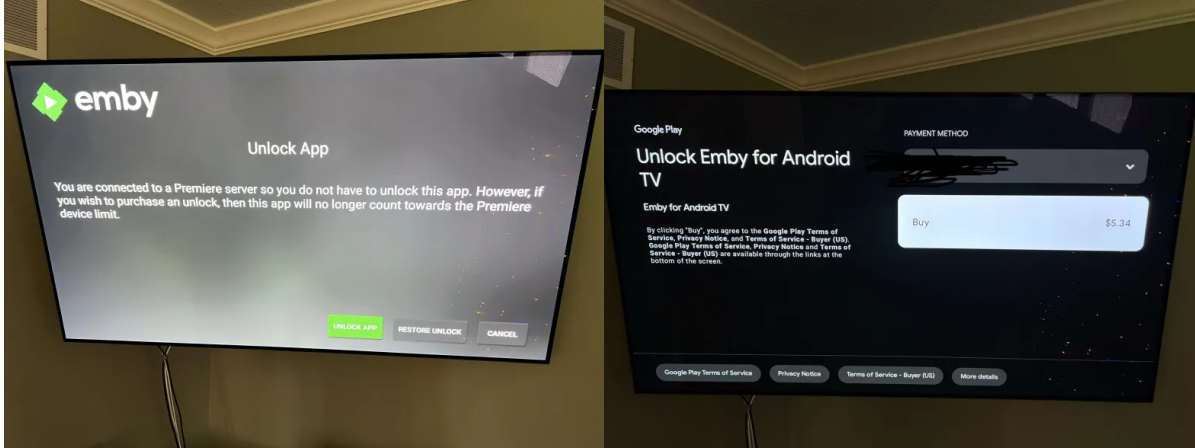 emby
Unlock App
You are connected to a Premiere server so you do not have to unlock this app. However, if
you wish to purchase an unlock, then this app will no longer count towards the Premiere
device limit.
UNLOCK APP
RESTORE UNLOCK
CANCEL
Google Play
Unlock Emby for Android
TV
Emby for Android TV
By clicking "Buy", you agree to the Google Play Terms of
Service, Privacy Notice, and Terms of Service - Buyer (US).
Google Play Terms of Service, Privacy Notice and Terms of
Service - Buyer (US) are available through the links at the
bottom of the screen.
PAYMENT METHOD
Buy $5.34
Google Play Terms of Service
Privacy Notice
Terms of Service - Buyer (US)
More details